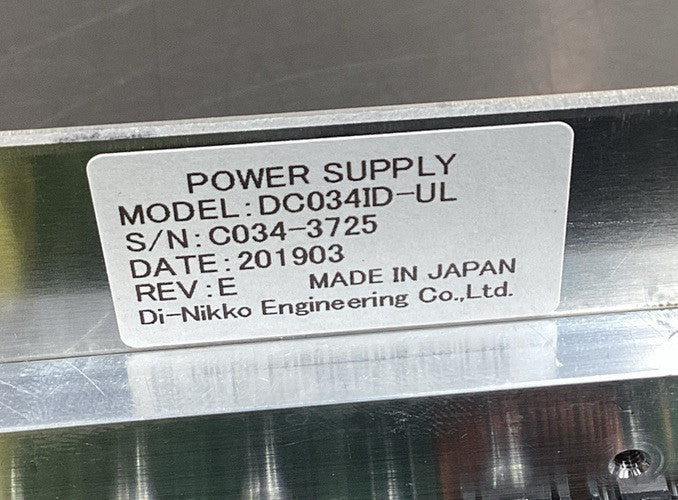 POWER SUPPLY
MODEL:DC034ID-UL
S/N:C034-3725
DATE:201903
REV:E MADE IN JAPAN
Di-Nikko Engineering Co.,Ltd.